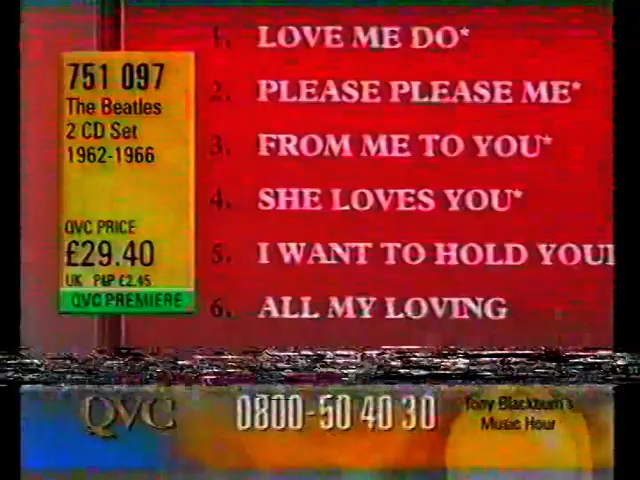 1. LOVE ME DO*
2. PLEASE PLEASE ME*
3. FROM ME TO YOU*
4. SHE LOVES YOU*
5. I WANT TO HOLD YOU
6. ALL MY LOVING
751 097
The Beatles
2 CD Set
1962-1966
QVC PRICE
£29.40
UK P&P £2.45
QVC PREMIERE
QVC
0800-50 40 30
Tony Blackburn's
Music Hour